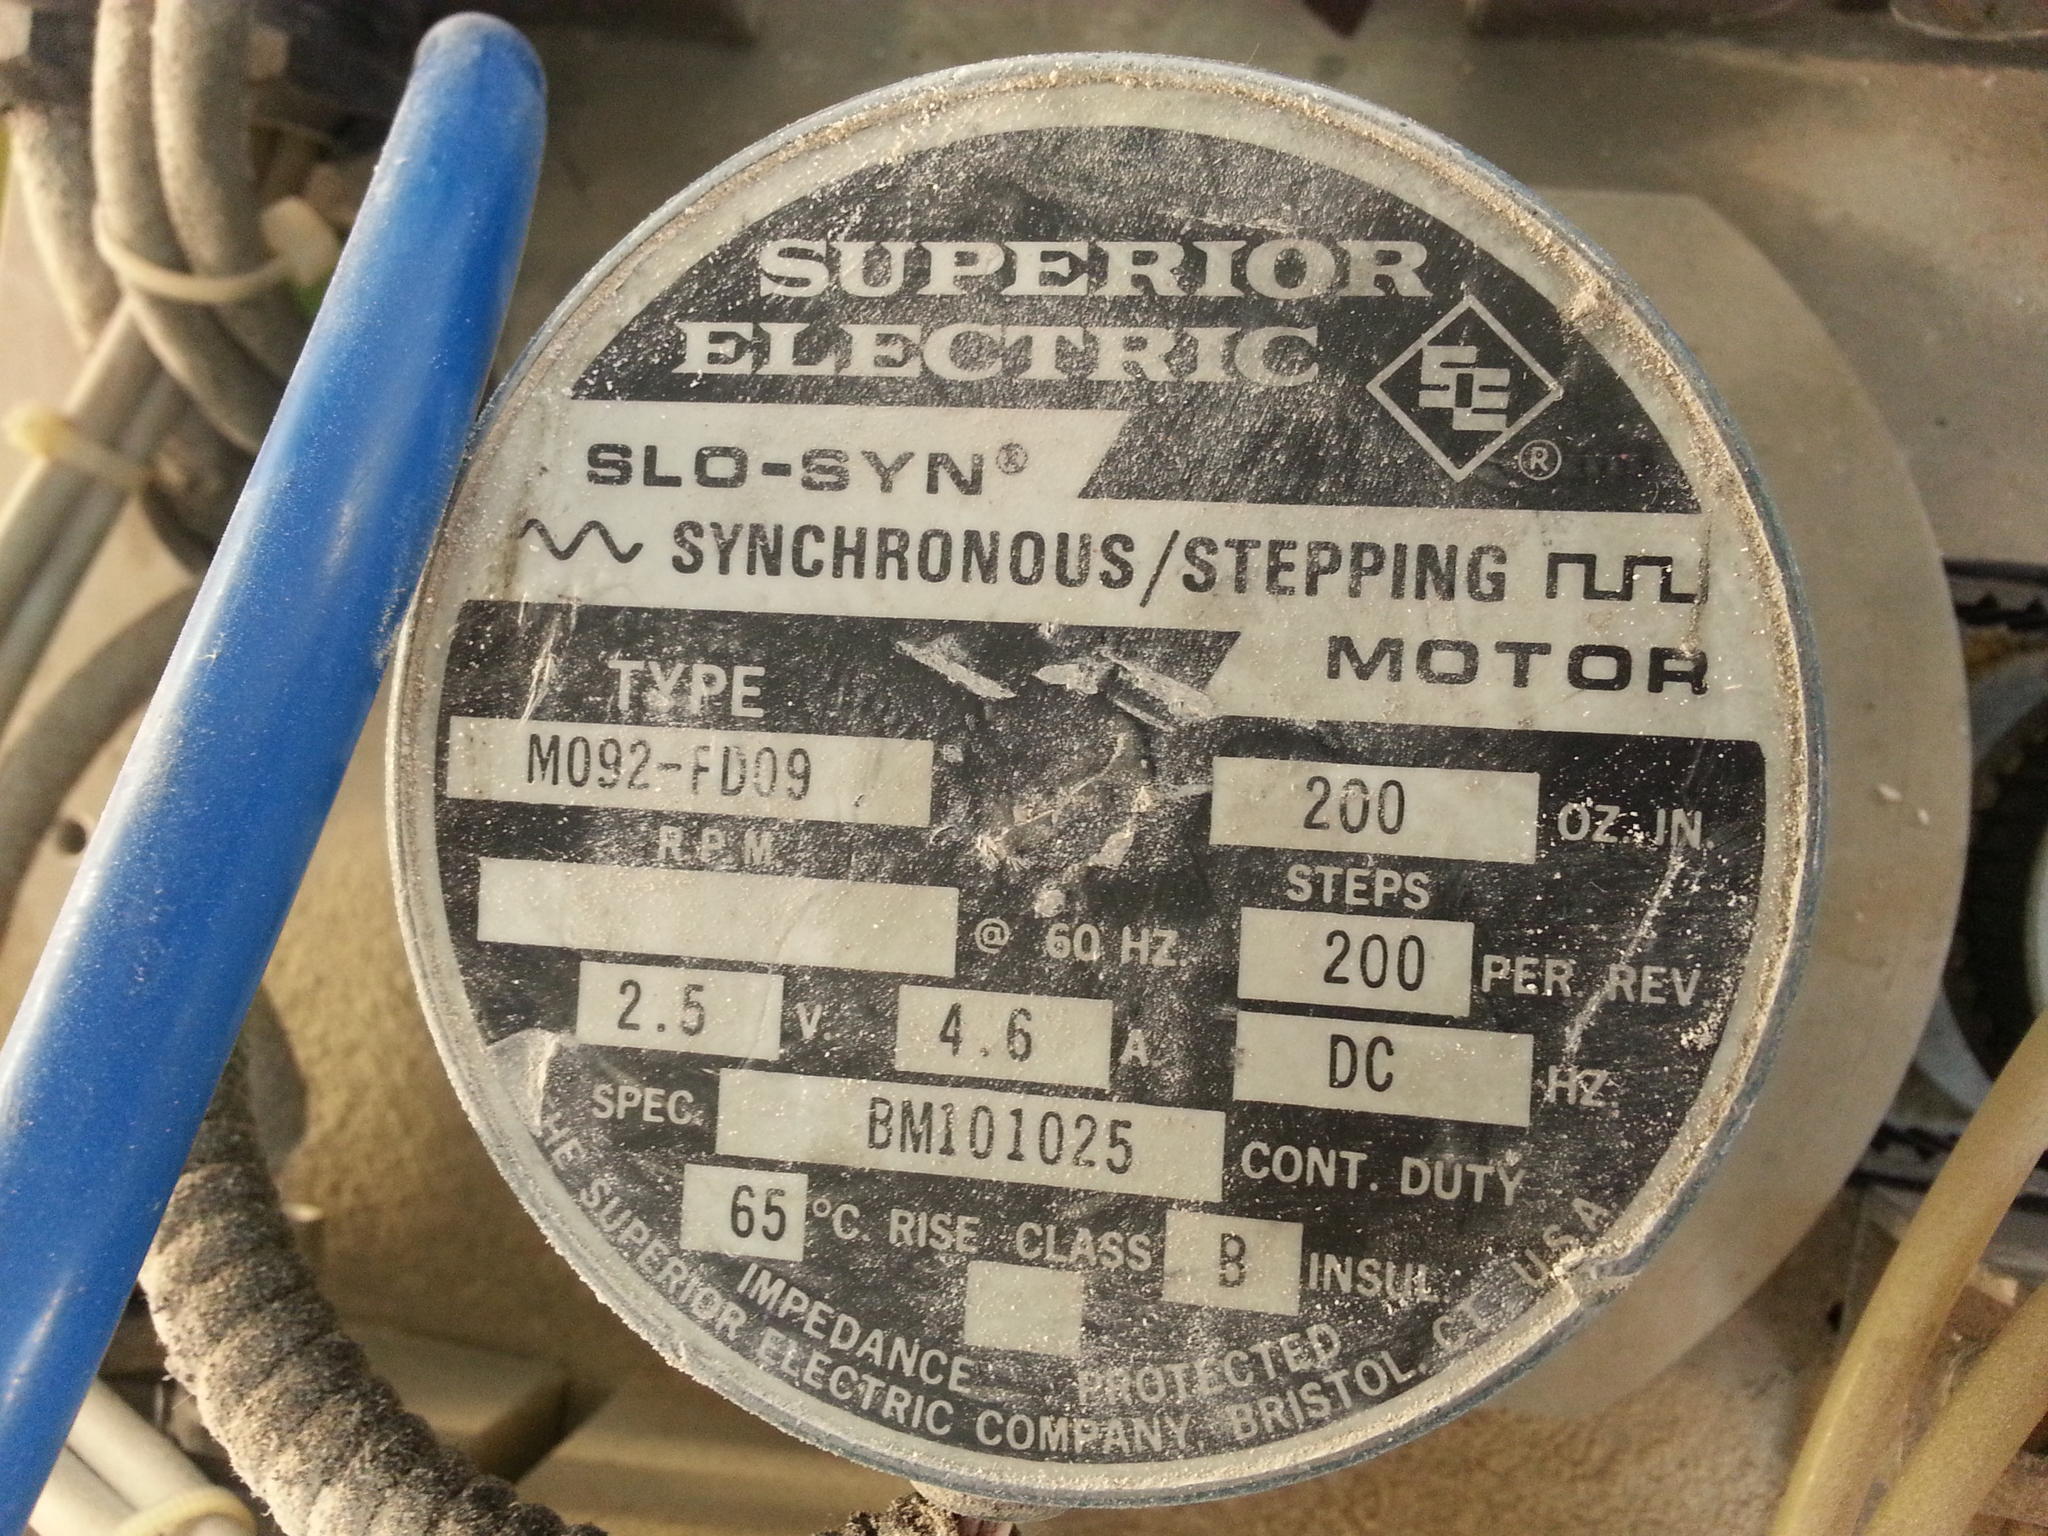 SUPERIOR
ELECTRIC
SE
®
SLO-SYN®
SYNCHRONOUS/STEPPING
MOTOR
TYPE
M092-FD09
200 OZ. IN.
R.P.M.
@ 60 HZ.
STEPS
200 PER. REV.
2.5 V. 4.6 A
DC HZ.
SPEC. BM101025 CONT. DUTY
65 °C. RISE CLASS B INSUL.
IMPEDANCE PROTECTED
THE SUPERIOR ELECTRIC COMPANY, BRISTOL, CT. U.S.A.